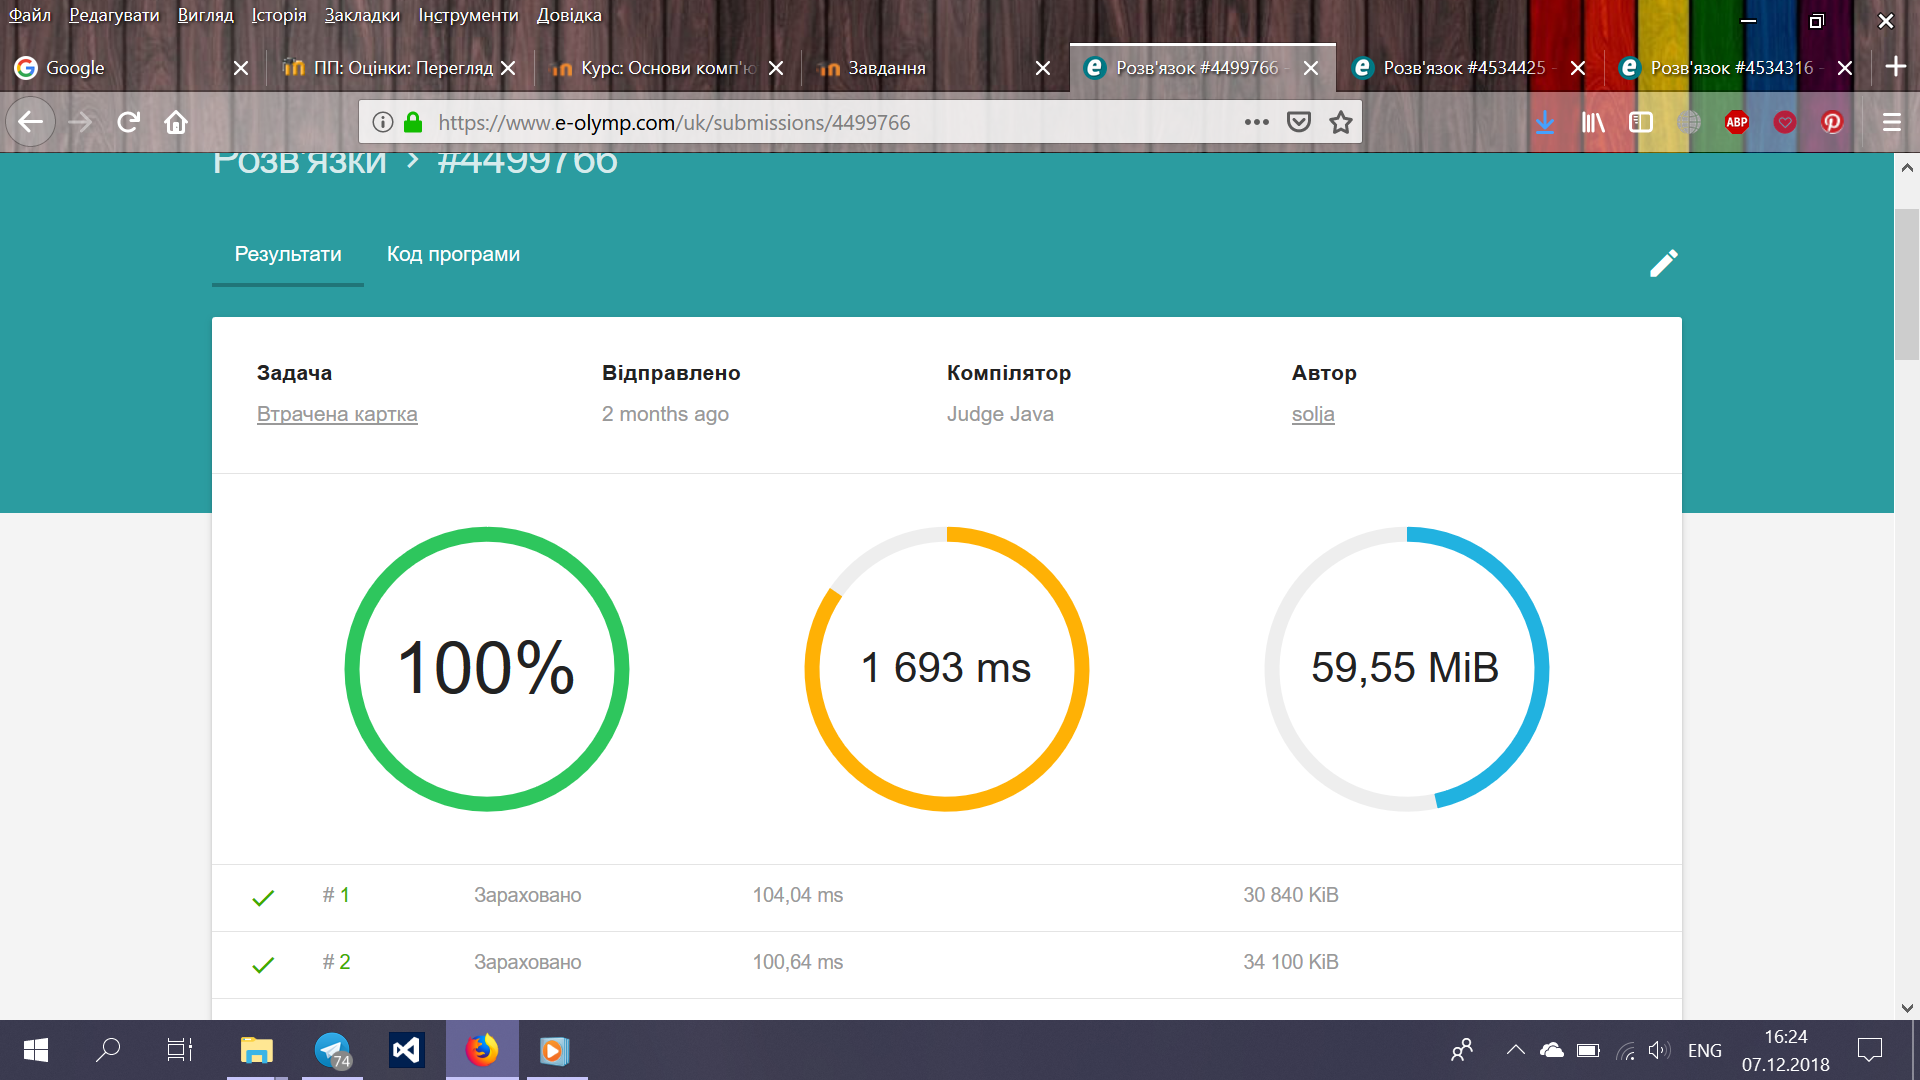 Файл Редагувати Вигляд Історія Закладки Інструменти Довідка
Google ПП: Оцінки: Перегляд Курс: Основи комп'ю Завдання Розв'язок #4499766 - Розв'язок #4534425 - Розв'язок #4534316 -
https://www.e-olymp.com/uk/submissions/4499766
ABP
Розв'язки > #4499766
Результати Код програми
Задача Відправлено Компілятор Автор
Втрачена картка 2 months ago Judge Java solja
100% 1 693 ms 59,55 MiB
# 1 Зараховано 104,04 ms 30 840 KiB
# 2 Зараховано 100,64 ms 34 100 KiB
74
ENG
16:24
07.12.2018